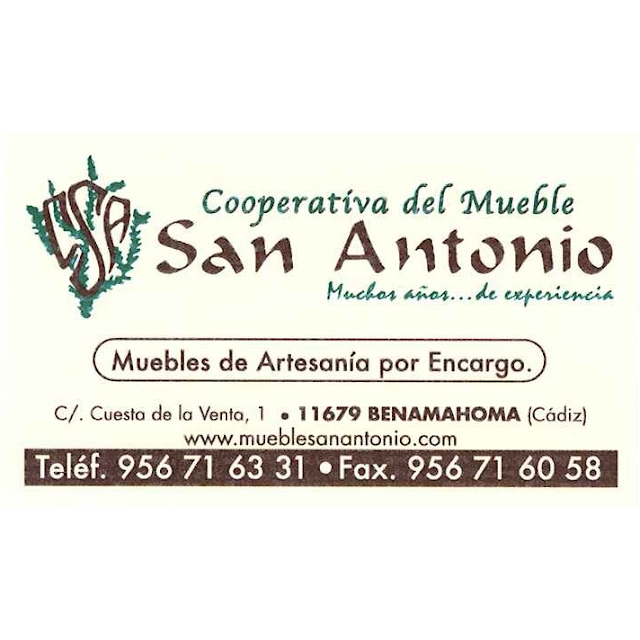 CSA
Cooperativa del Mueble
San Antonio
Muchos años...de experiencia
Muebles de Artesanía por Encargo.
C/. Cuesta de la Venta, 1 • 11679 BENAMAHOMA (Cádiz)
www.mueblesanantonio.com
Teléf. 956 71 63 31 • Fax. 956 71 60 58